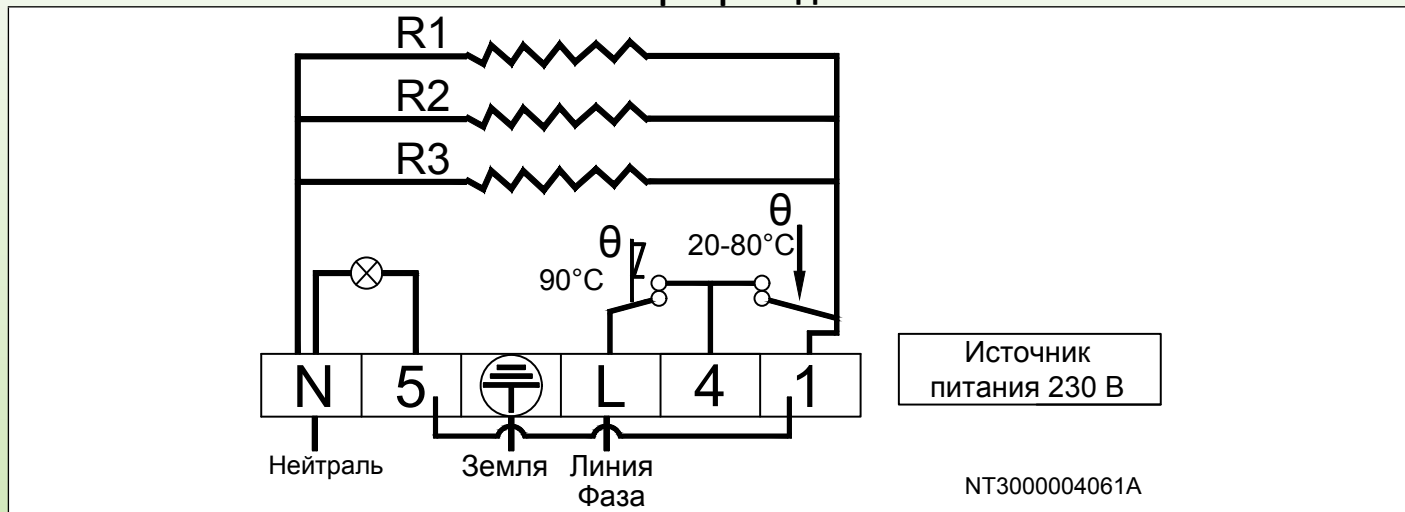 R1
R2
R3
θ
20-80°C
θ
90°C
N 5 L 4 1
Источник
питания 230 В
Нейтраль
Земля
Линия
Фаза
NT3000004061A